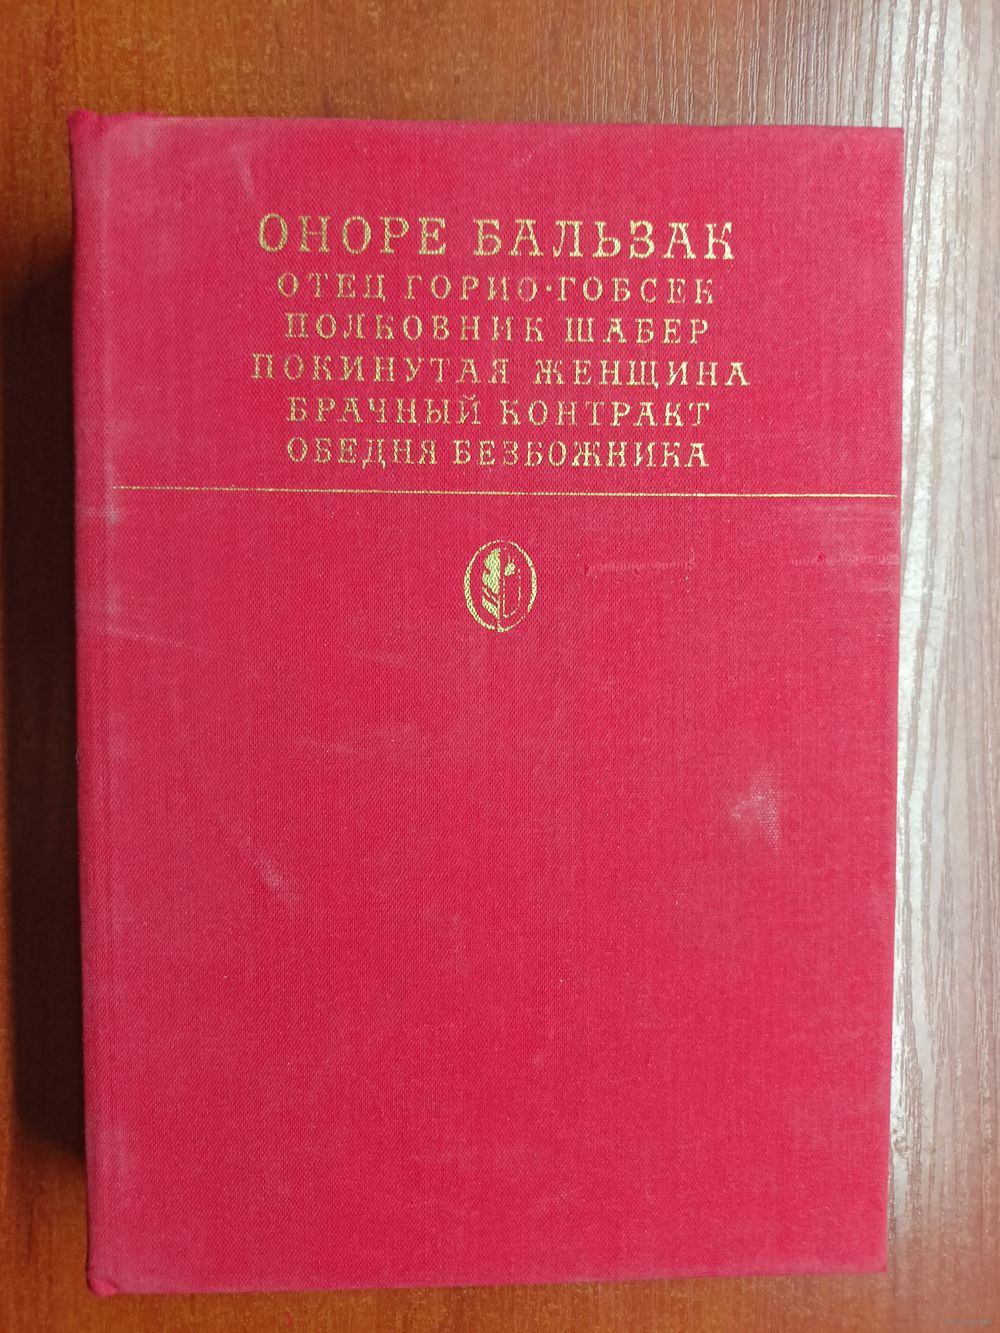 ОНОРЕ БАЛЬЗАК
ОТЕЦ ГОРИО·ГОБСЕК
ПОЛКОВНИК ШАБЕР
ПОКИНУТАЯ ЖЕНЩИНА
БРАЧНЫЙ КОНТРАКТ
ОБЕДНЯ БЕЗБОЖНИКА